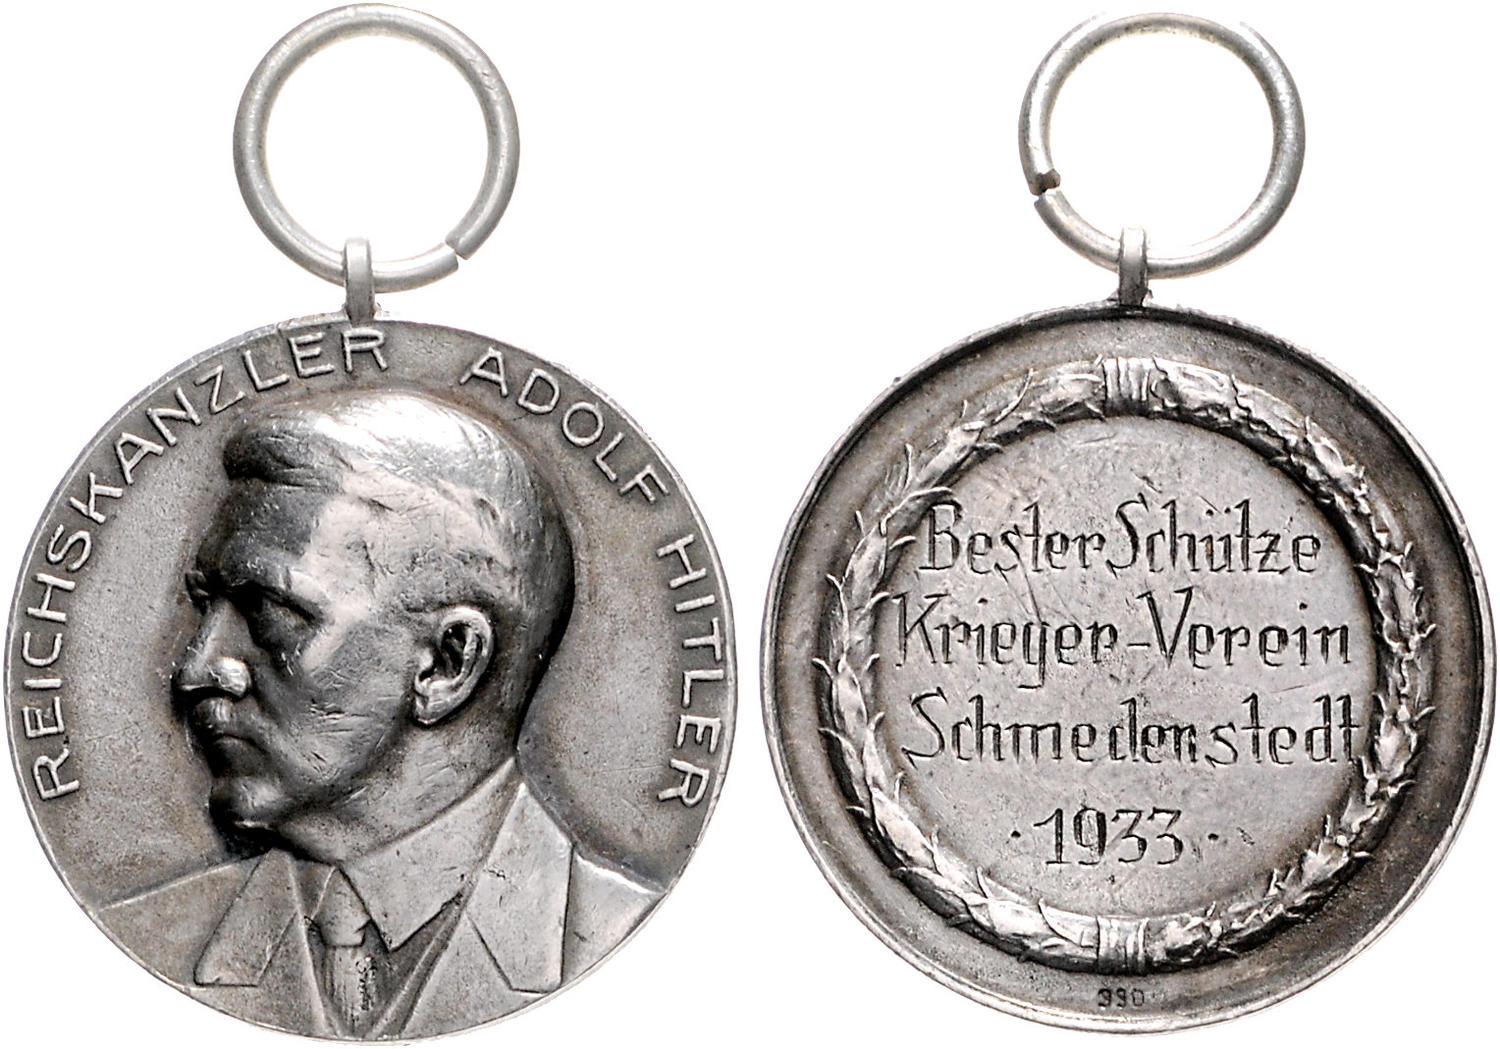 REICHSKANZLER ADOLF HITLER
Bester Schütze
Krieger-Verein
Schmedenstedt
· 1933 ·
990